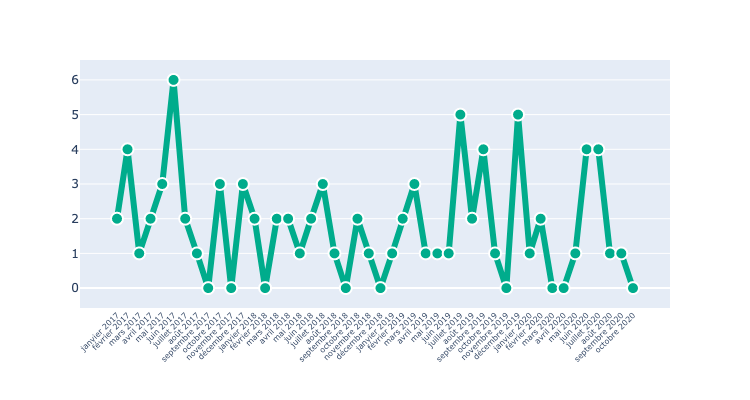 6
5
4
3
2
1
0
janvier 2017
février 2017
mars 2017
avril 2017
mai 2017
juin 2017
juillet 2017
août 2017
septembre 2017
octobre 2017
novembre 2017
décembre 2017
janvier 2018
février 2018
mars 2018
avril 2018
mai 2018
juin 2018
juillet 2018
août 2018
septembre 2018
octobre 2018
novembre 2018
décembre 2018
janvier 2019
février 2019
mars 2019
avril 2019
mai 2019
juin 2019
juillet 2019
août 2019
septembre 2019
octobre 2019
novembre 2019
décembre 2019
janvier 2020
février 2020
mars 2020
avril 2020
mai 2020
juin 2020
juillet 2020
août 2020
septembre 2020
octobre 2020